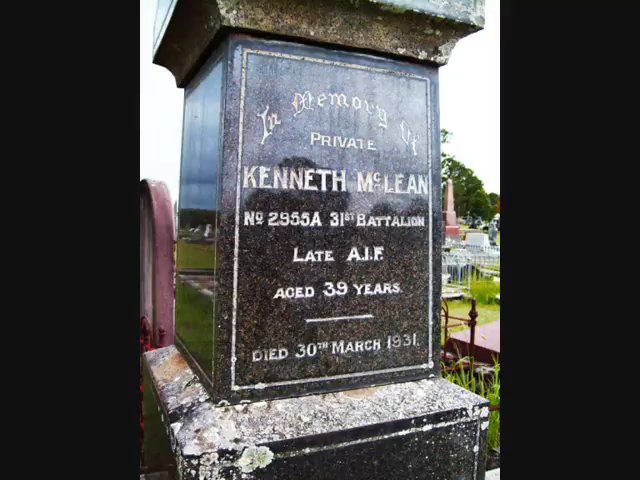 In Memory Of
PRIVATE
KENNETH McLEAN
No 2955A 31ST BATTALION
LATE A.I.F.
AGED 39 YEARS
DIED 30TH MARCH 1931.